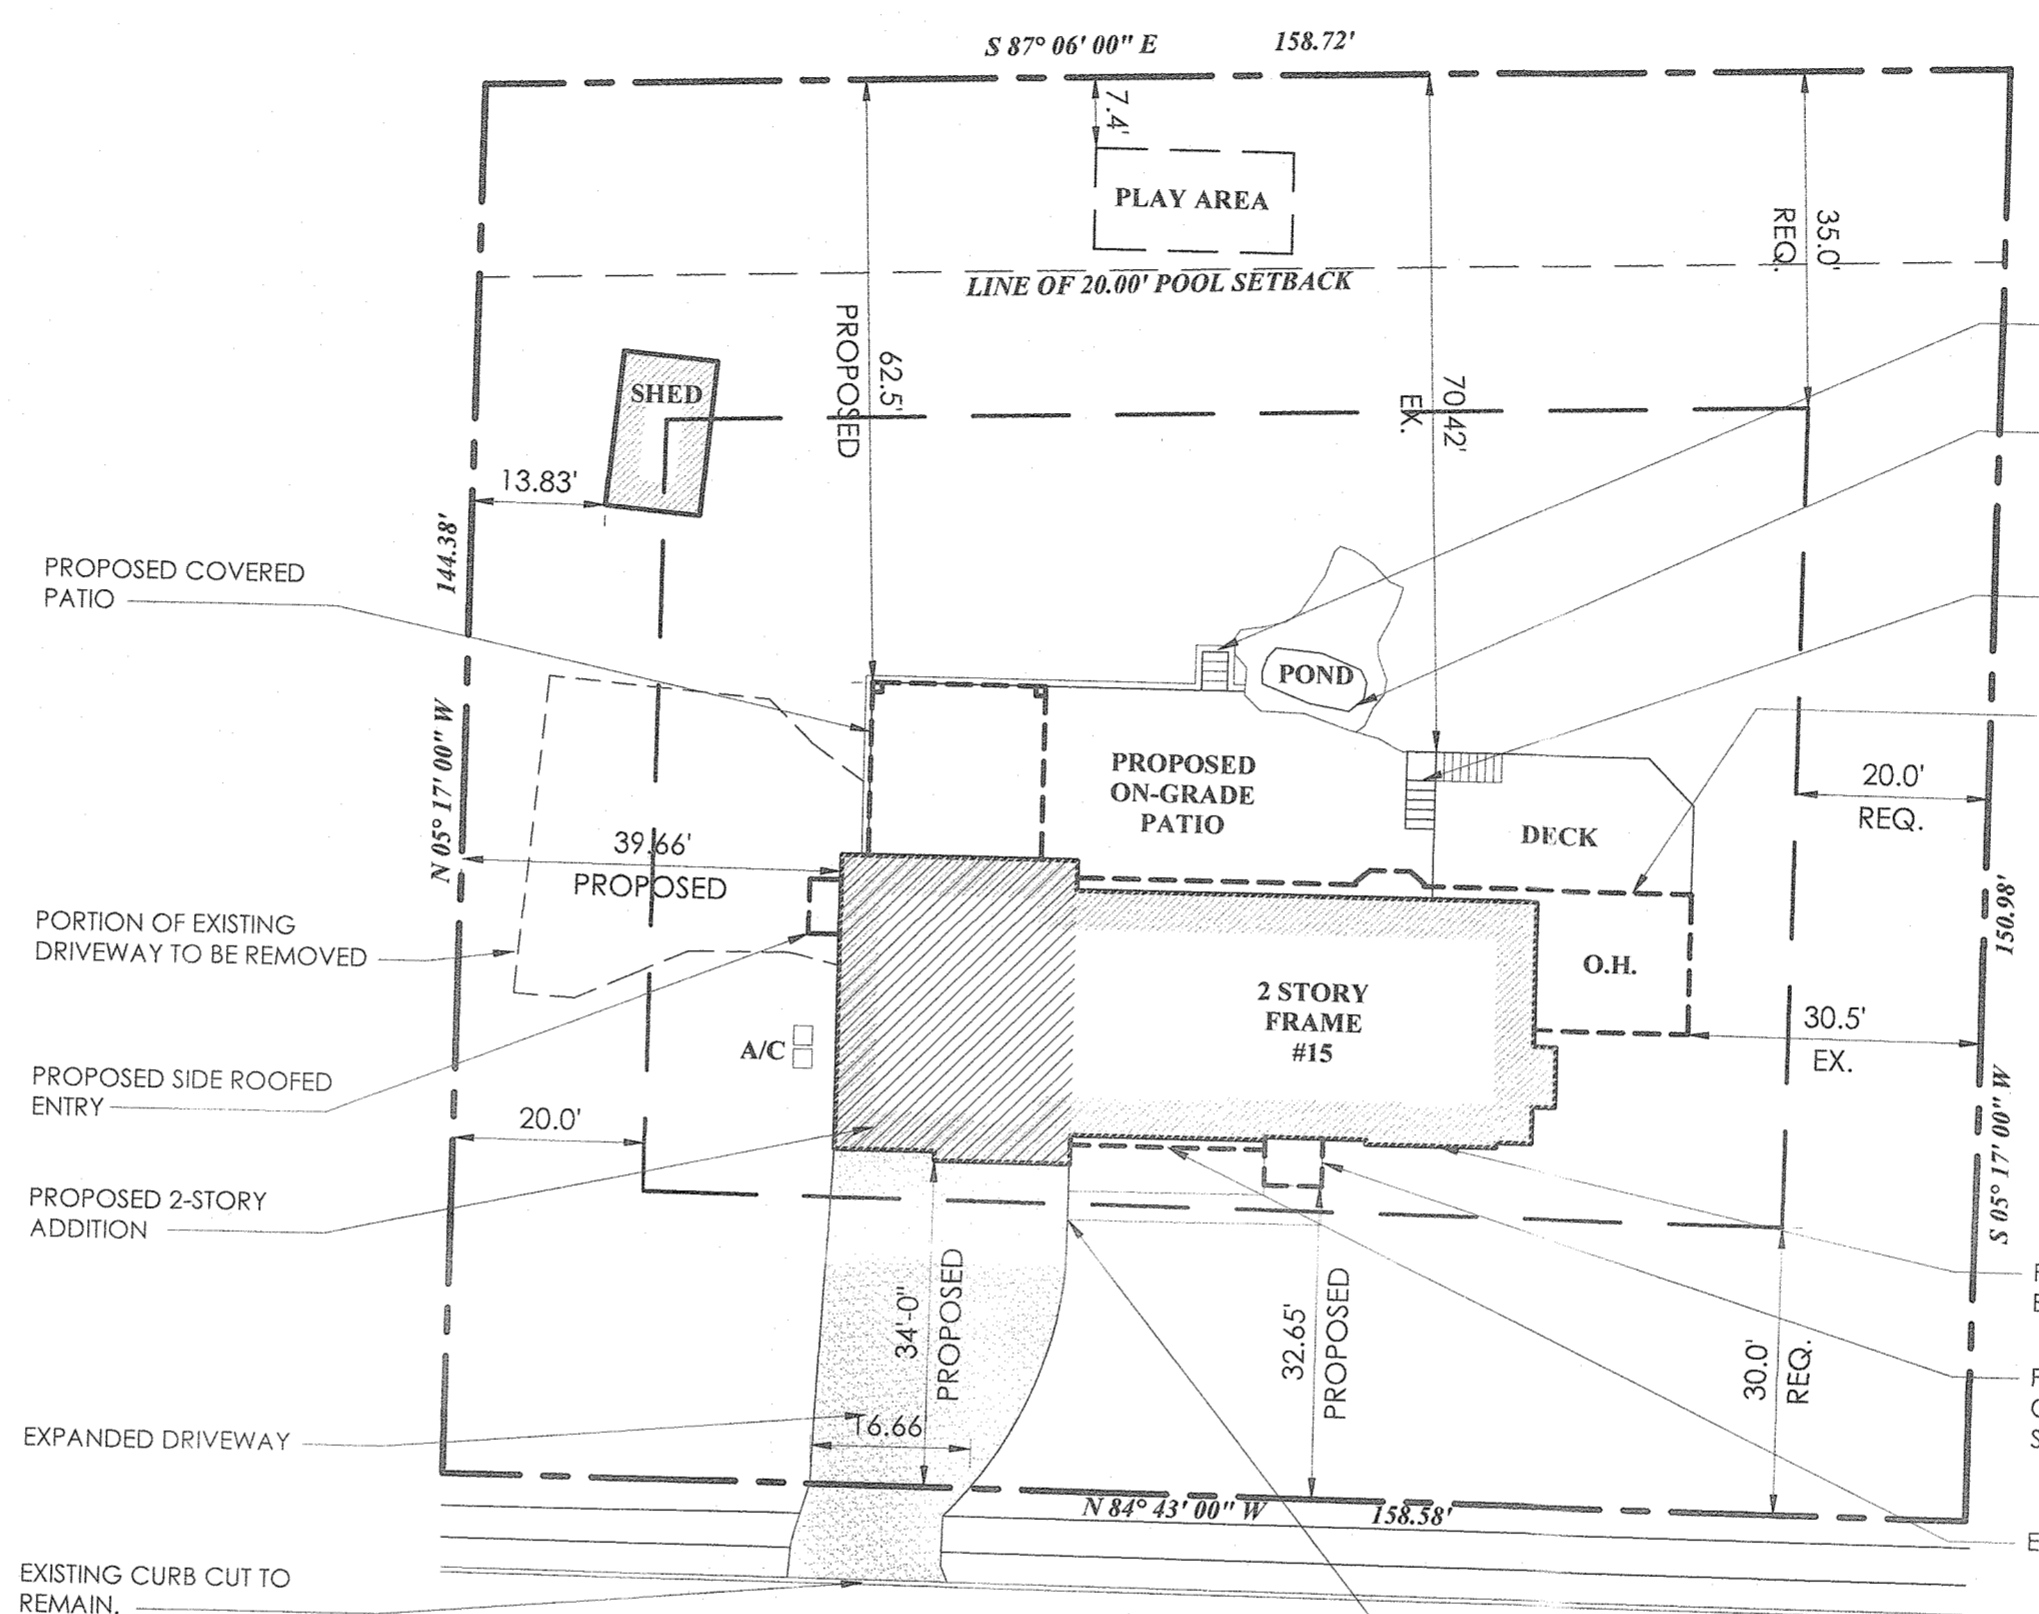 S 87° 06' 00" E 158.72'
7.4'
PLAY AREA
35.0'
REQ.
LINE OF 20.00' POOL SETBACK
62.5'
PROPOSED
70.42'
EX.
SHED
13.83'
144.38'
N 05° 17' 00" W
PROPOSED COVERED
PATIO
POND
PROPOSED
ON-GRADE
PATIO
DECK
20.0'
REQ.
39.66'
PROPOSED
PORTION OF EXISTING
DRIVEWAY TO BE REMOVED
150.98'
O.H.
2 STORY
FRAME
#15
30.5'
EX.
A/C
PROPOSED SIDE ROOFED
ENTRY
20.0'
S 05° 17' 00" W
PROPOSED 2-STORY
ADDITION
34'-0"
PROPOSED
32.65'
PROPOSED
30.0'
REQ.
EXPANDED DRIVEWAY
16.66
N 84° 43' 00" W 158.58'
EXISTING CURB CUT TO
REMAIN.